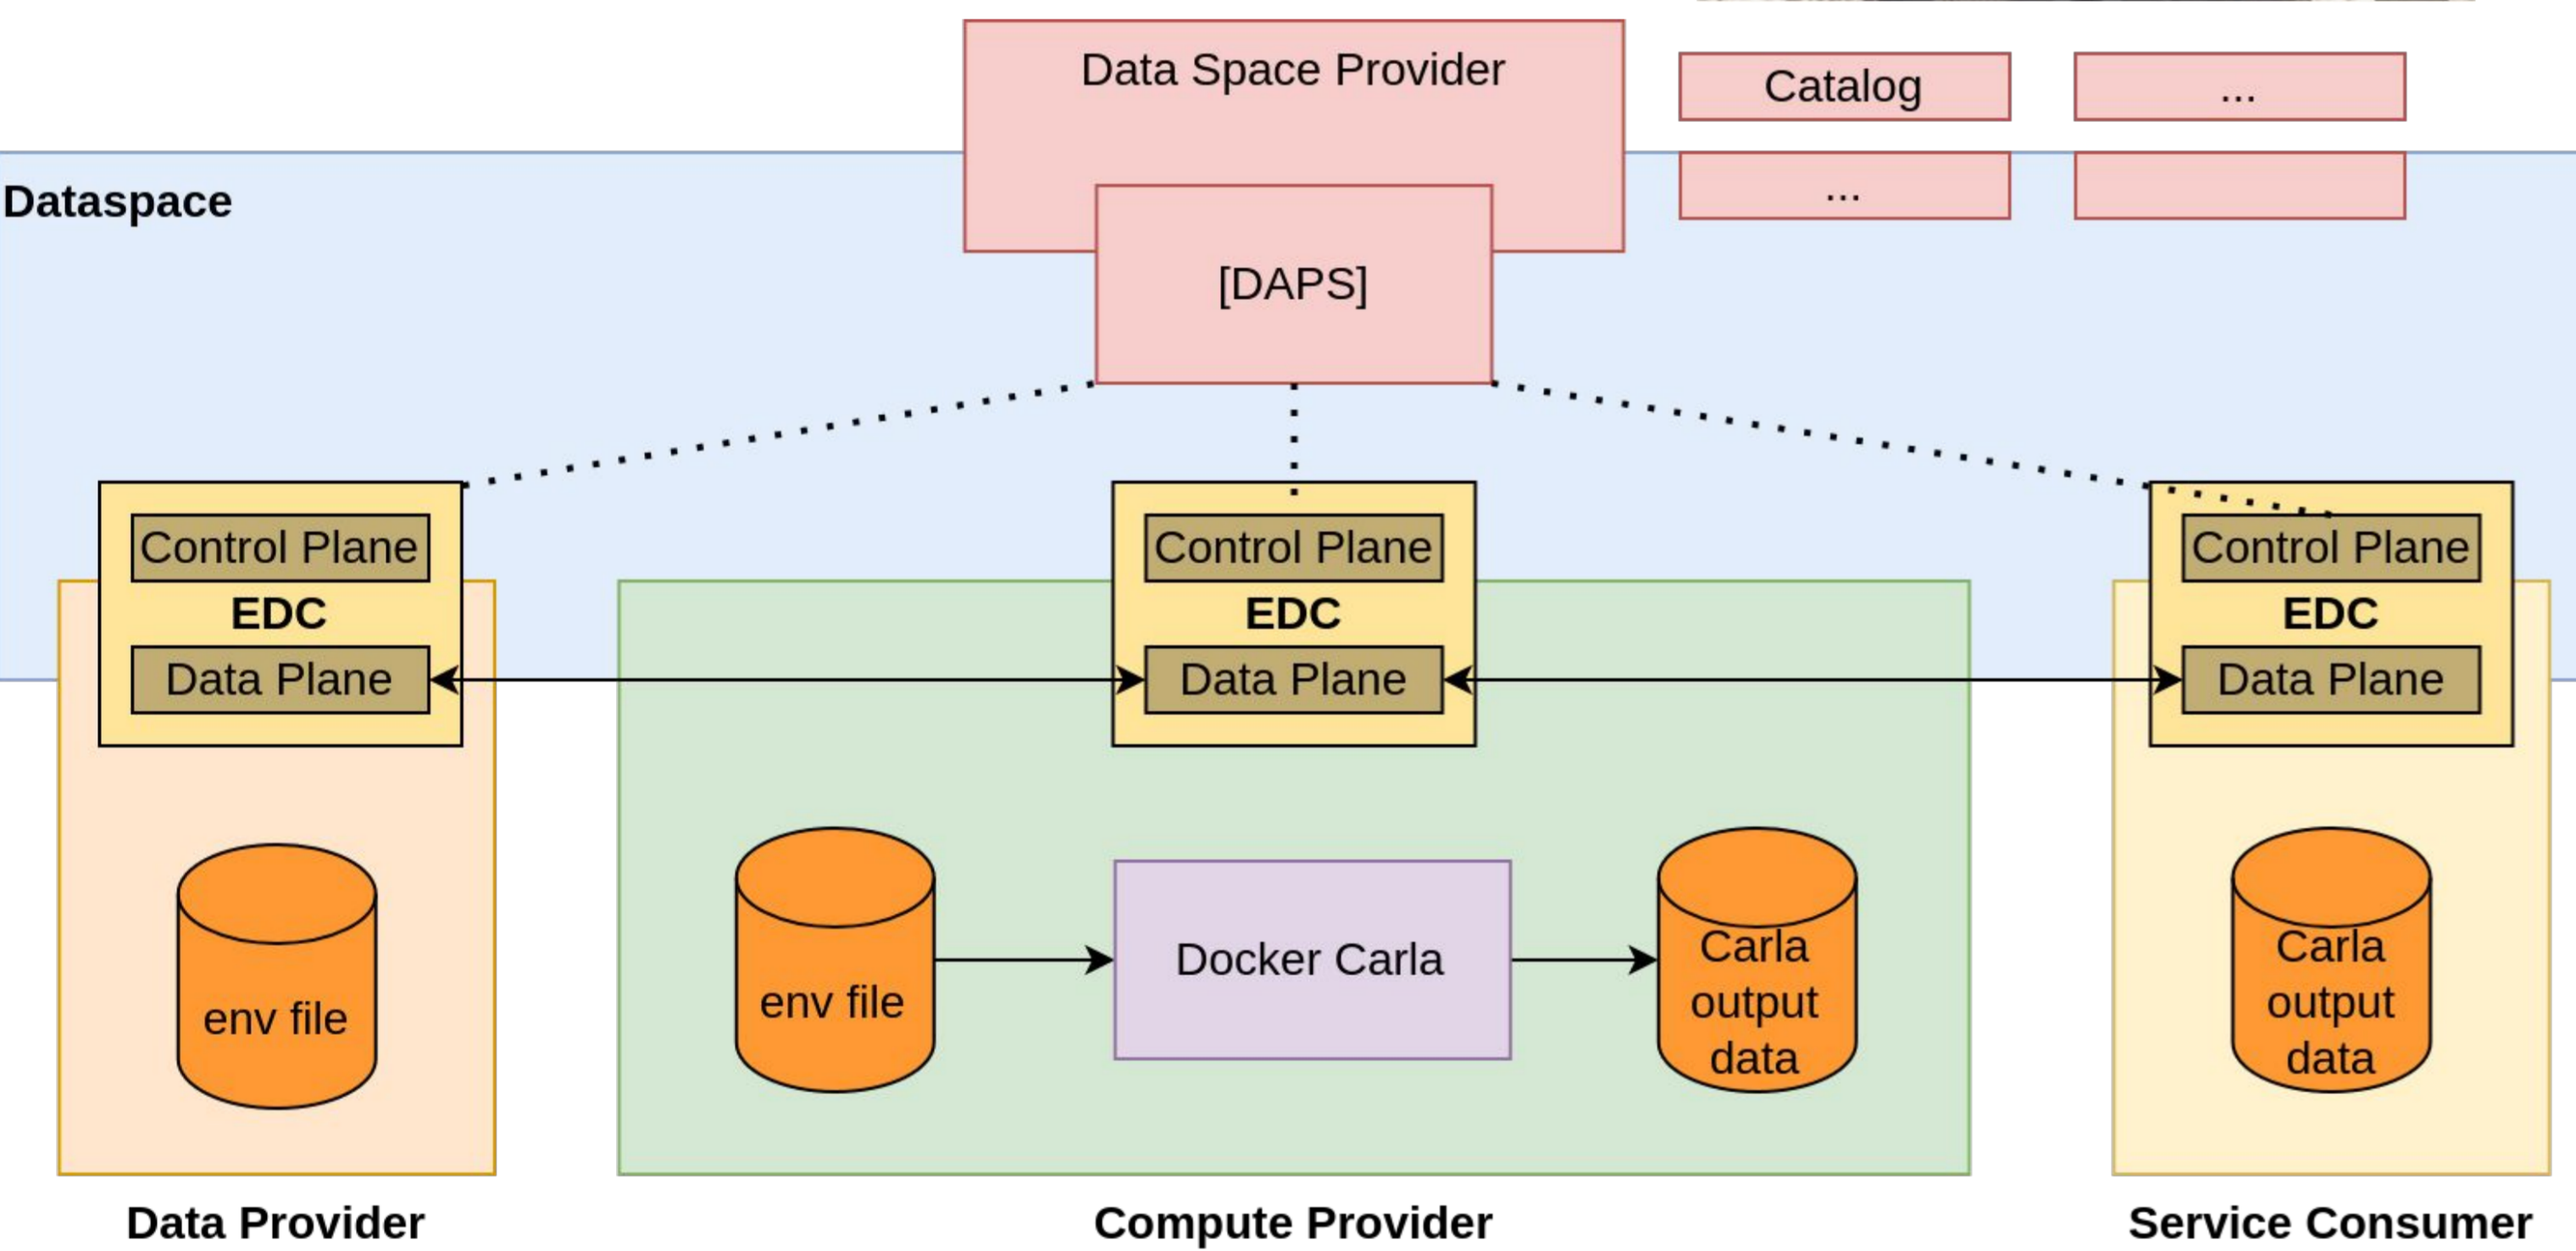 Data Space Provider
Catalog
...
Dataspace
...
[DAPS]
Control Plane
EDC
Data Plane
Control Plane
EDC
Data Plane
Control Plane
EDC
Data Plane
env file
env file
Docker Carla
Carla
output
data
Carla
output
data
Data Provider
Compute Provider
Service Consumer